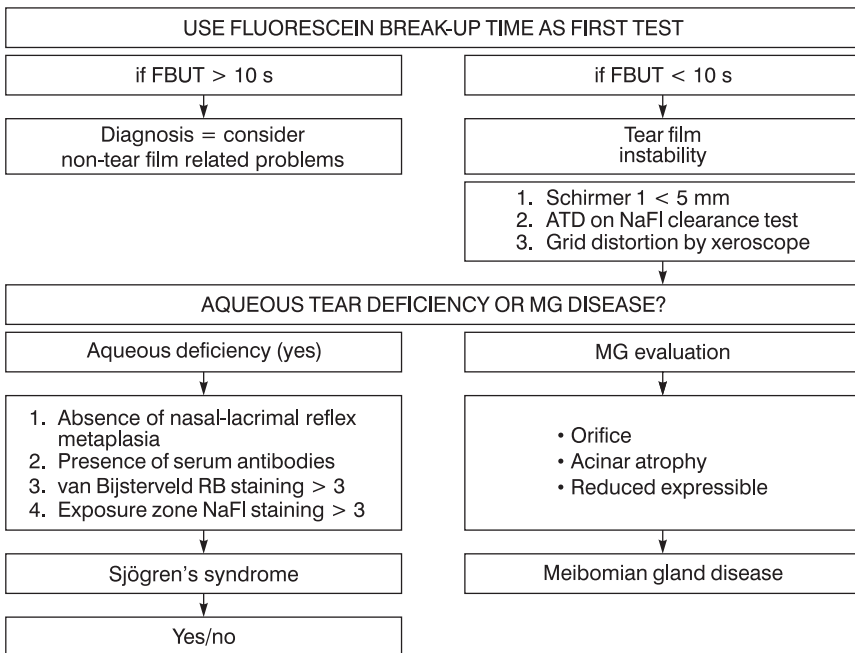 USE FLUORESCEIN BREAK-UP TIME AS FIRST TEST
if FBUT > 10 s
if FBUT < 10 s
Diagnosis = consider
non-tear film related problems
Tear film
instability
1. Schirmer 1 < 5 mm
2. ATD on NaFl clearance test
3. Grid distortion by xeroscope
AQUEOUS TEAR DEFICIENCY OR MG DISEASE?
Aqueous deficiency (yes)
MG evaluation
1. Absence of nasal-lacrimal reflex
metaplasia
2. Presence of serum antibodies
3. van Bijsterveld RB staining > 3
4. Exposure zone NaFl staining > 3
• Orifice
• Acinar atrophy
• Reduced expressible
Sjögren's syndrome
Meibomian gland disease
Yes/no